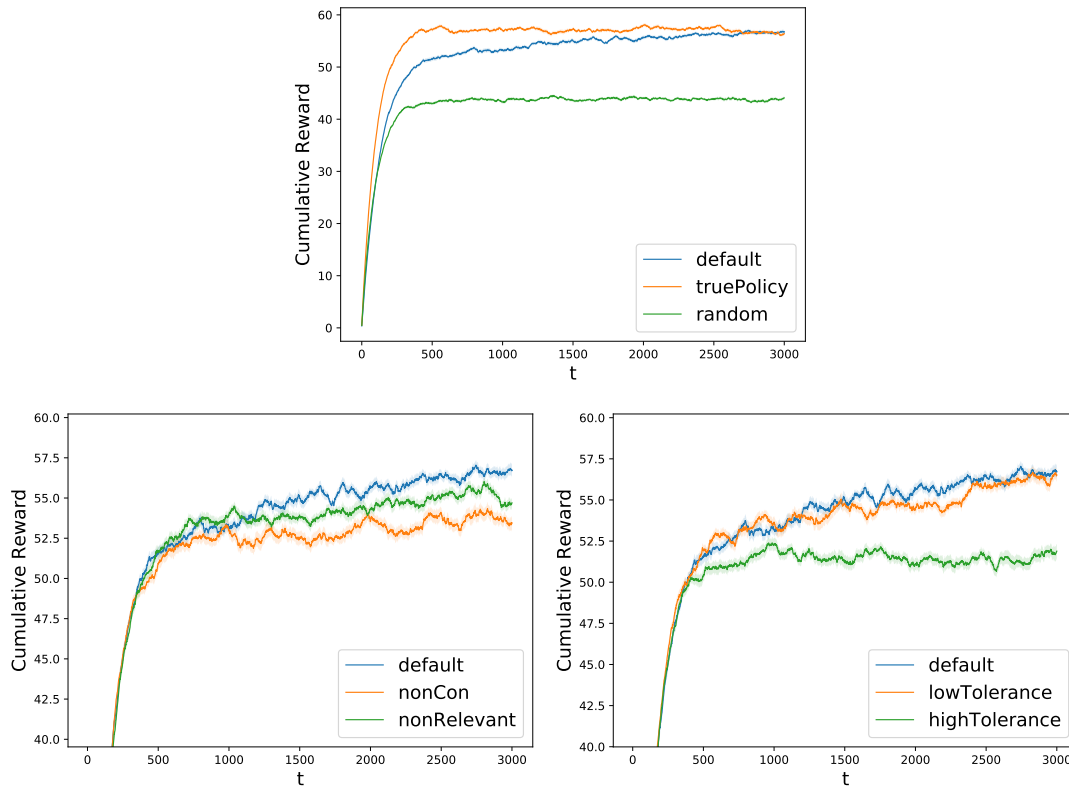 60
50
40
30
20
10
0
Cumulative Reward
default
truePolicy
random
0 500 1000 1500 2000 2500 3000
t
60.0
57.5
55.0
52.5
50.0
47.5
45.0
42.5
40.0
Cumulative Reward
default
nonCon
nonRelevant
0 500 1000 1500 2000 2500 3000
t
60.0
57.5
55.0
52.5
50.0
47.5
45.0
42.5
40.0
Cumulative Reward
default
lowTolerance
highTolerance
0 500 1000 1500 2000 2500 3000
t